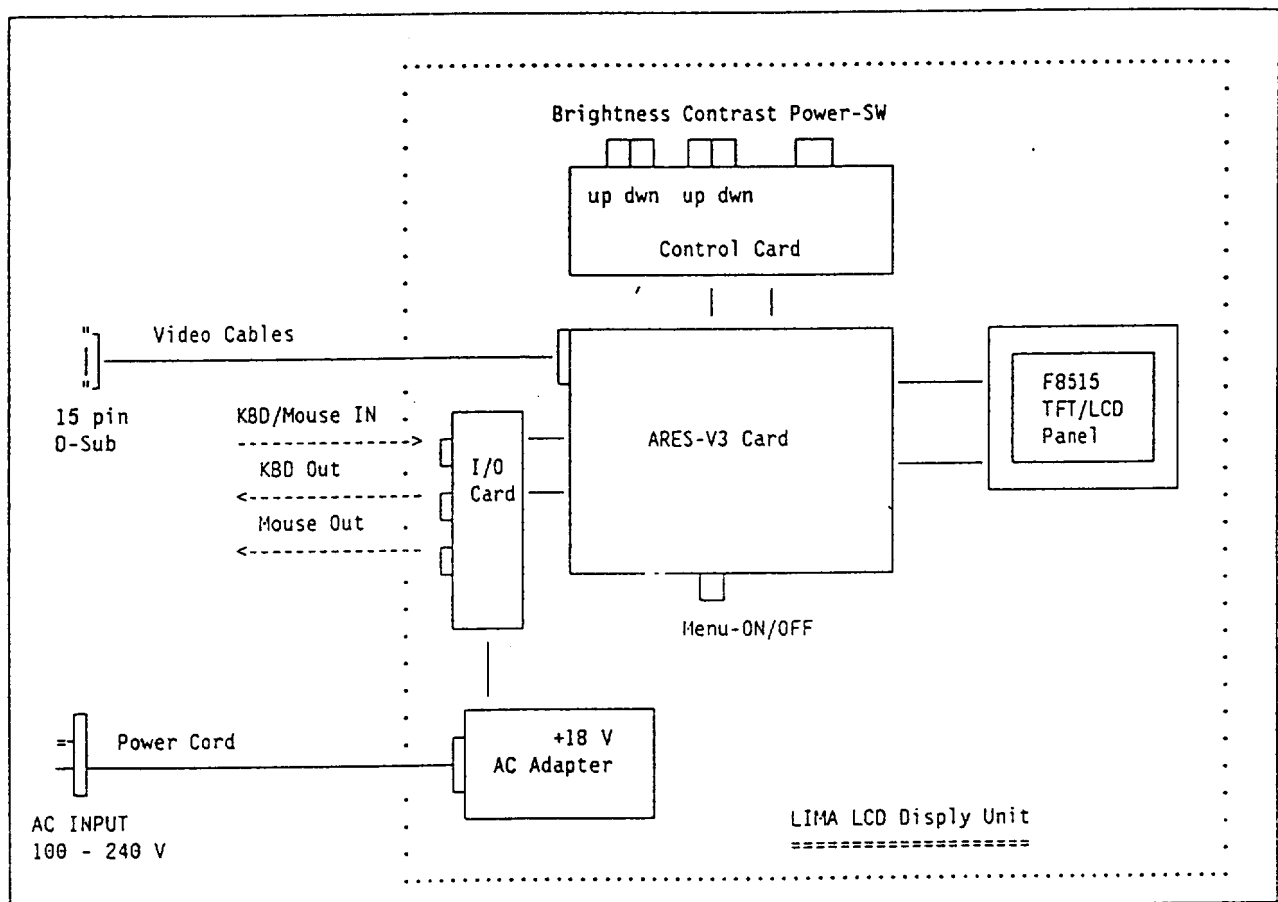 Brightness Contrast Power-SW
up dwn up dwn
Control Card
Video Cables
15 pin
D-Sub
KBD/Mouse IN
KBD Out
Mouse Out
I/O
Card
ARES-V3 Card
F8515
TFT/LCD
Panel
Menu-ON/OFF
Power Cord
+18 V
AC Adapter
AC INPUT
100 - 240 V
LIMA LCD Disply Unit